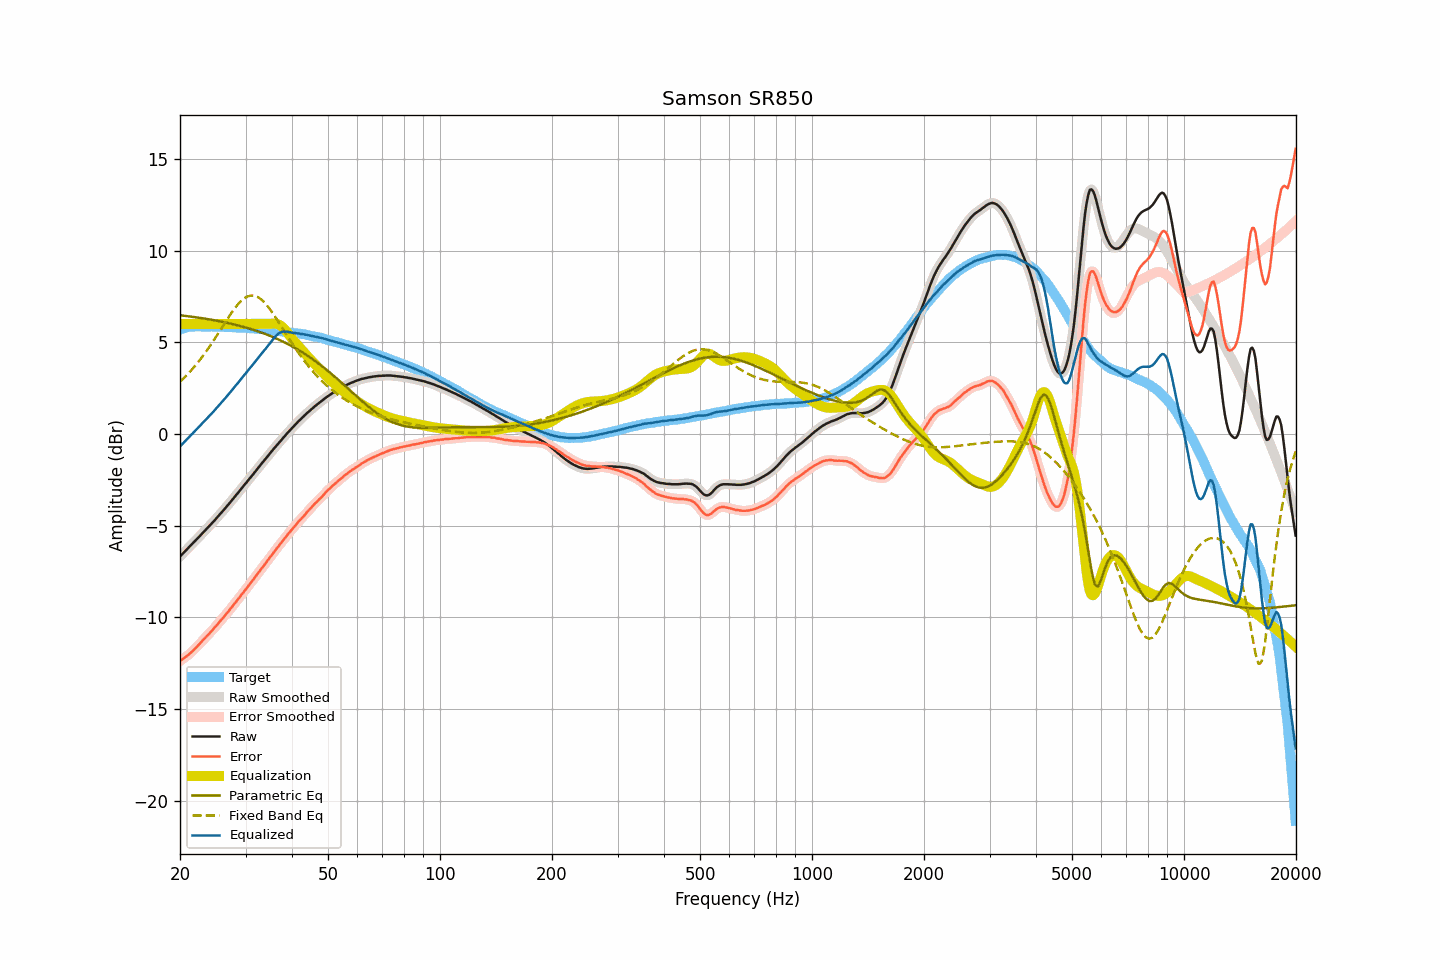 Samson SR850
Amplitude (dBr)
15
10
5
0
−5
−10
−15
−20
Target
Raw Smoothed
Error Smoothed
Raw
Error
Equalization
Parametric Eq
Fixed Band Eq
Equalized
20 50 100 200 500 1000 2000 5000 10000 20000
Frequency (Hz)